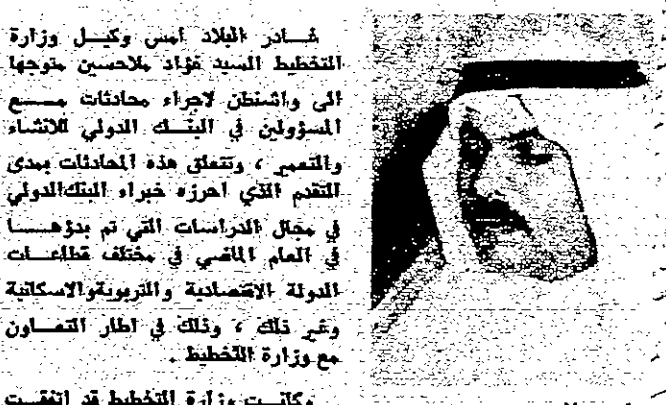 غادر البلاد امس وكيل وزارة
التخطيط السيد فؤاد ملاحسين متوجها
الى واشنطن لاجراء محادثات مع
المسؤولين في البنك الدولي للانشاء
والتعمير ، وتتعلق هذه المحادثات بمدى
التقدم الذي احرزه خبراء البنك الدولي
في مجال الدراسات التي تم بدؤها
في العام الماضي في مختلف قطاعات
الدولة الاقتصادية والتربوية والاسكانية
وغير ذلك ، وذلك في اطار التعاون
مع وزارة التخطيط .
وكانت وزارة التخطيط قد اتفقت